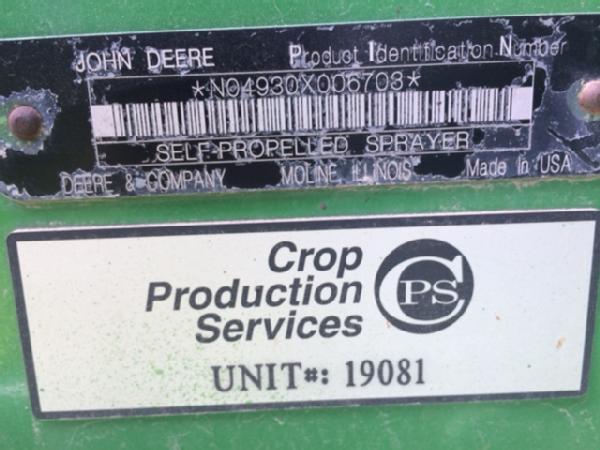 JOHN DEERE Product Identification Number
*N04930X006703*
SELF-PROPELLED SPRAYER
DEERE & COMPANY MOLINE ILLINOIS Made In USA
Crop
Production
Services
CPS
UNIT#: 19081